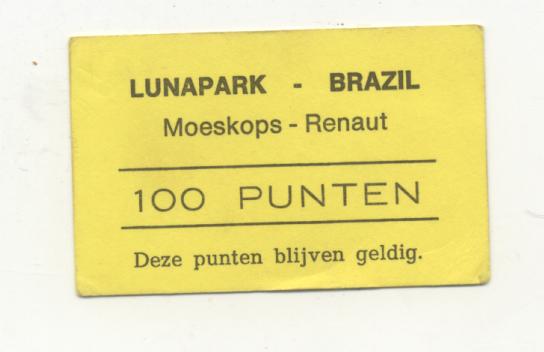 LUNAPARK - BRAZIL
Moeskops - Renaut
100 PUNTEN
Deze punten blijven geldig.